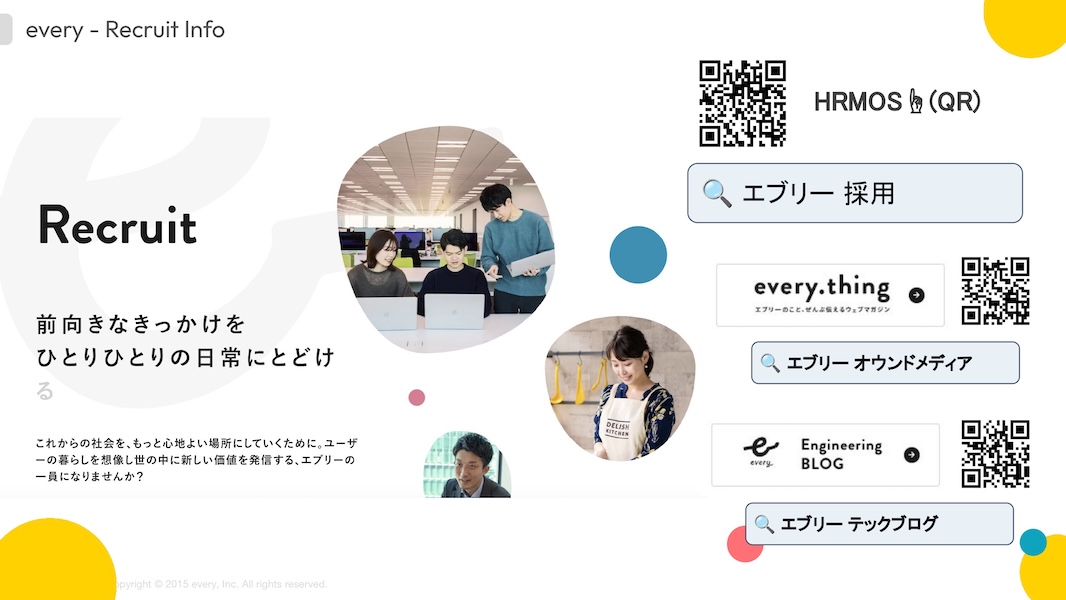 every - Recruit Info
Recruit
前向きなきっかけを
ひとりひとりの日常にとどけ
る
これからの社会を、もっと心地よい場所にしていくために。ユーザ
ーの暮らしを想像し世の中に新しい価値を発信する、エブリーの
一員になりませんか？
DELISH
KITCHEN
HRMOS☝(QR)
🔍 エブリー 採用
every.thing
エブリーのこと、ぜんぶ伝えるウェブマガジン
🔍 エブリー オウンドメディア
every.
Engineering
BLOG
🔍 エブリー テックブログ
opyright © 2015 every, Inc. All rights reserved.